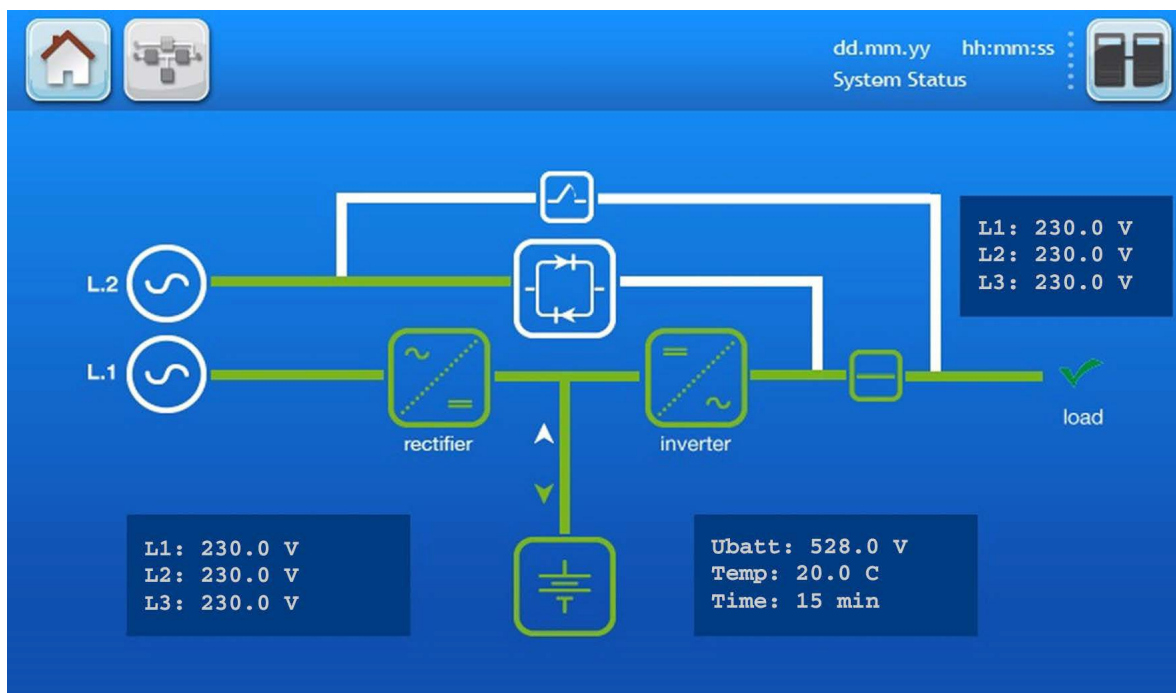 dd.mm.yy hh:mm:ss
System Status
L1: 230.0 V
L2: 230.0 V
L3: 230.0 V
L.2
L.1
rectifier
inverter
load
L1: 230.0 V
L2: 230.0 V
L3: 230.0 V
Ubatt: 528.0 V
Temp: 20.0 C
Time: 15 min